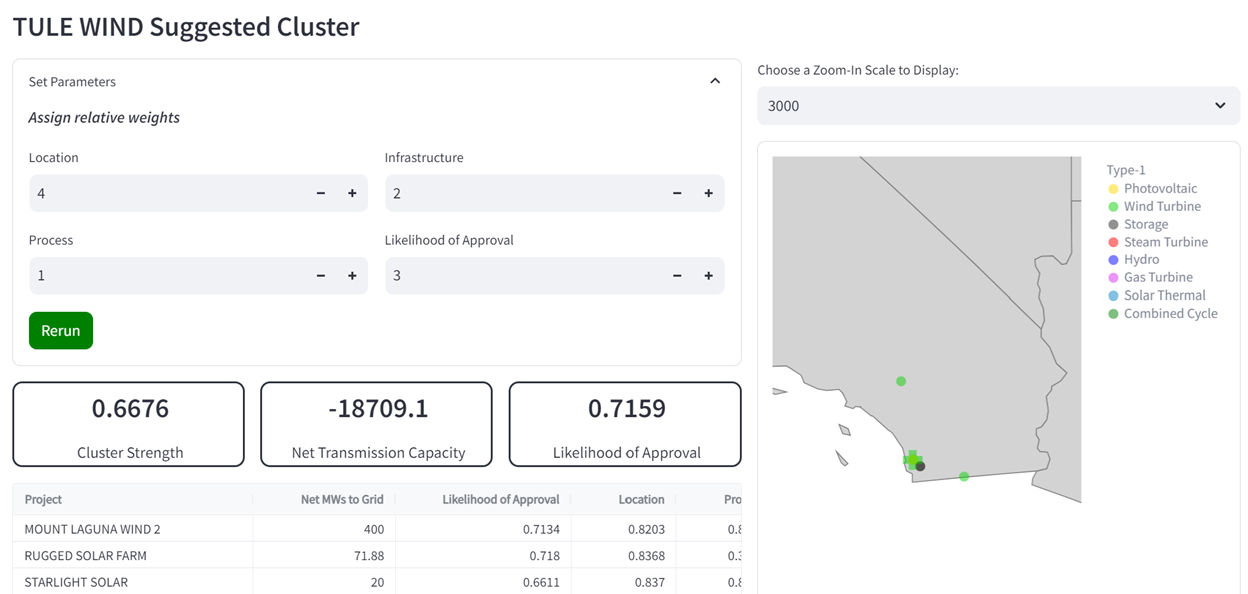 TULE WIND Suggested Cluster
Set Parameters
Assign relative weights
Location
Infrastructure
4 − +
2 − +
Process
Likelihood of Approval
1 − +
3 − +
Rerun
0.6676
Cluster Strength
-18709.1
Net Transmission Capacity
0.7159
Likelihood of Approval
Project Net MWs to Grid Likelihood of Approval Location Pro
MOUNT LAGUNA WIND 2 400 0.7134 0.8203 0.8
RUGGED SOLAR FARM 71.88 0.718 0.8368 0.3
STARLIGHT SOLAR 20 0.6611 0.837 0.8
Choose a Zoom-In Scale to Display:
3000
Type-1
Photovoltaic
Wind Turbine
Storage
Steam Turbine
Hydro
Gas Turbine
Solar Thermal
Combined Cycle